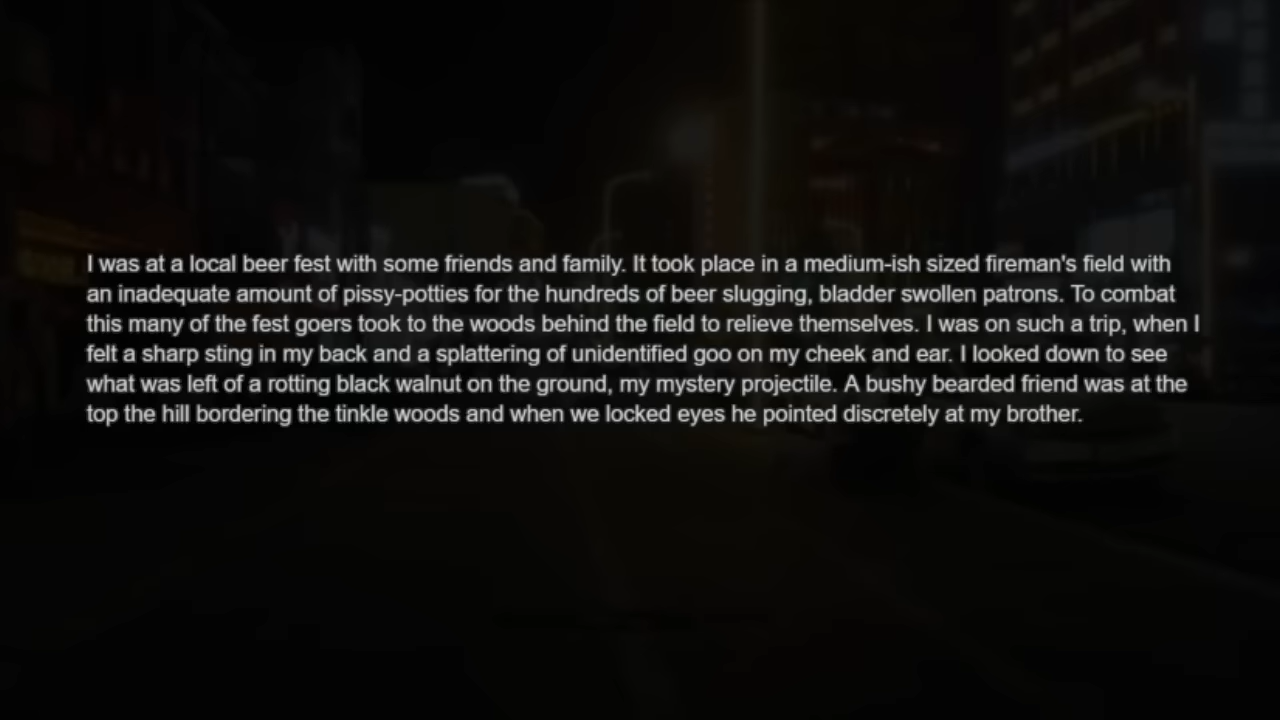 I was at a local beer fest with some friends and family. It took place in a medium-ish sized fireman's field with
an inadequate amount of pissy-potties for the hundreds of beer slugging, bladder swollen patrons. To combat
this many of the fest goers took to the woods behind the field to relieve themselves. I was on such a trip, when I
felt a sharp sting in my back and a splattering of unidentified goo on my cheek and ear. I looked down to see
what was left of a rotting black walnut on the ground, my mystery projectile. A bushy bearded friend was at the
top the hill bordering the tinkle woods and when we locked eyes he pointed discretely at my brother.